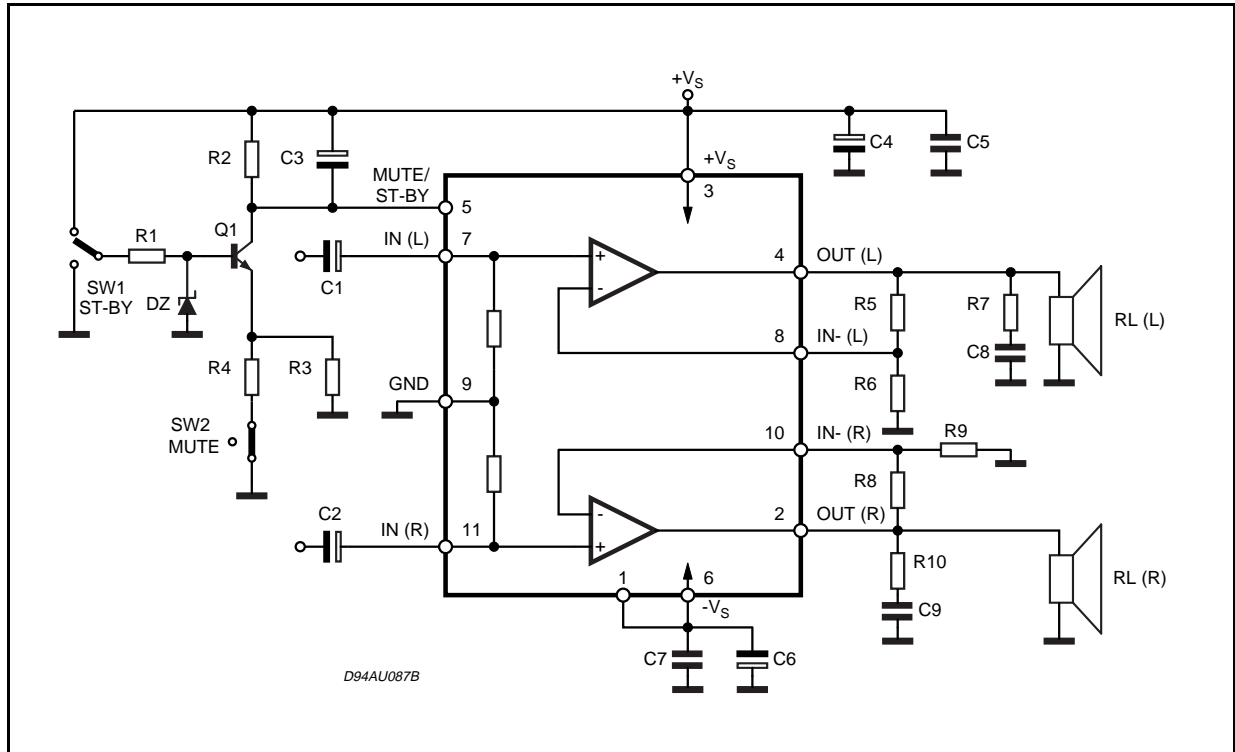 +VS
R2
C3
C4
C5
+VS
MUTE/
ST-BY
3
5
R1
Q1
IN (L)
7
4
OUT (L)
+
-
C1
SW1
ST-BY
DZ
R5
R7
RL (L)
8
IN- (L)
C8
R4
R3
GND
9
R6
SW2
MUTE
10
IN- (R)
R9
R8
C2
IN (R)
11
2
OUT (R)
-
+
R10
RL (R)
1
6
-VS
C9
C7
C6
D94AU087B